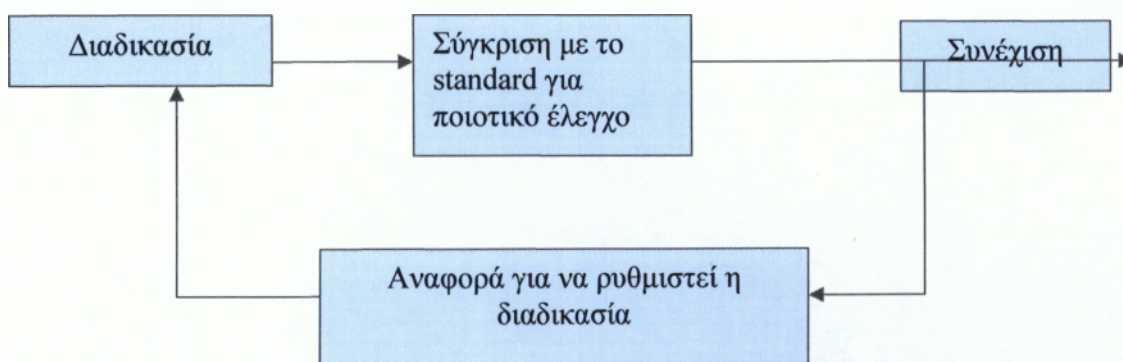 Διαδικασία
Σύγκριση με το
standard για
ποιοτικό έλεγχο
Συνέχιση
Αναφορά για να ρυθμιστεί η
διαδικασία